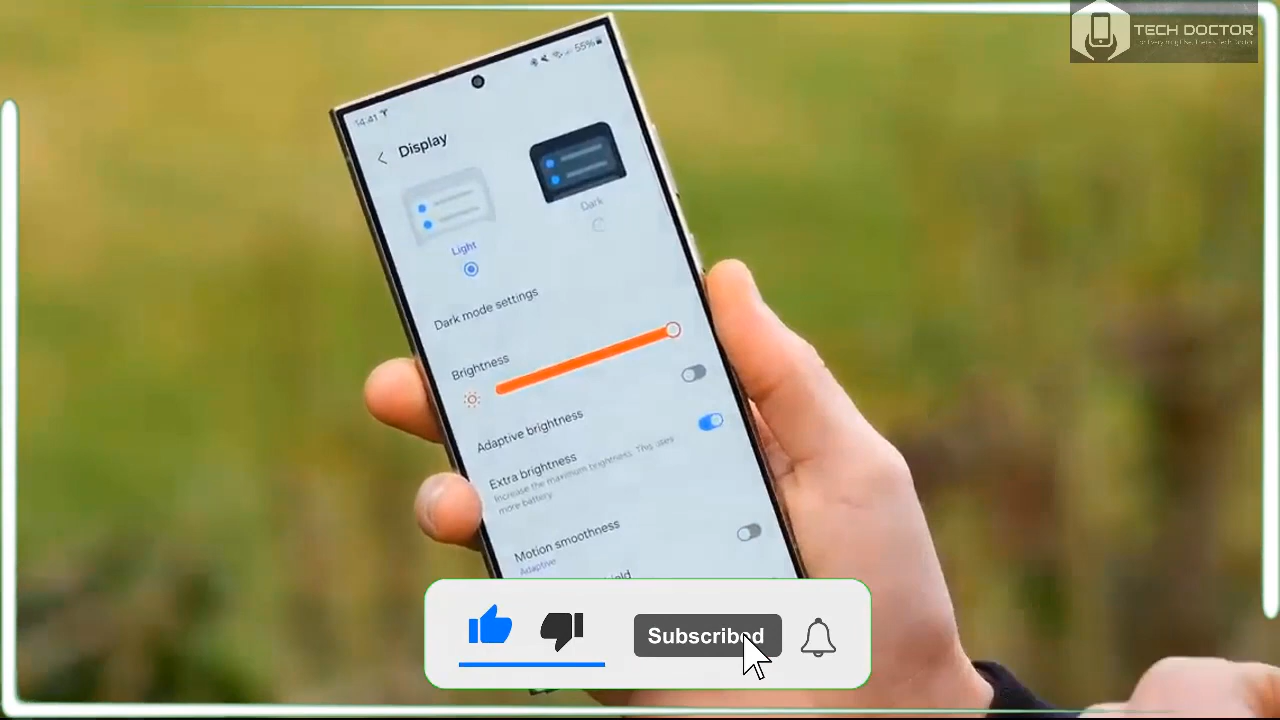 TECH DOCTOR
14:41
55%
Display
Light
Dark
Dark mode settings
Brightness
Adaptive brightness
Extra brightness
Increase the maximum brightness. This uses
more battery.
Motion smoothness
Adaptive
Subscribed